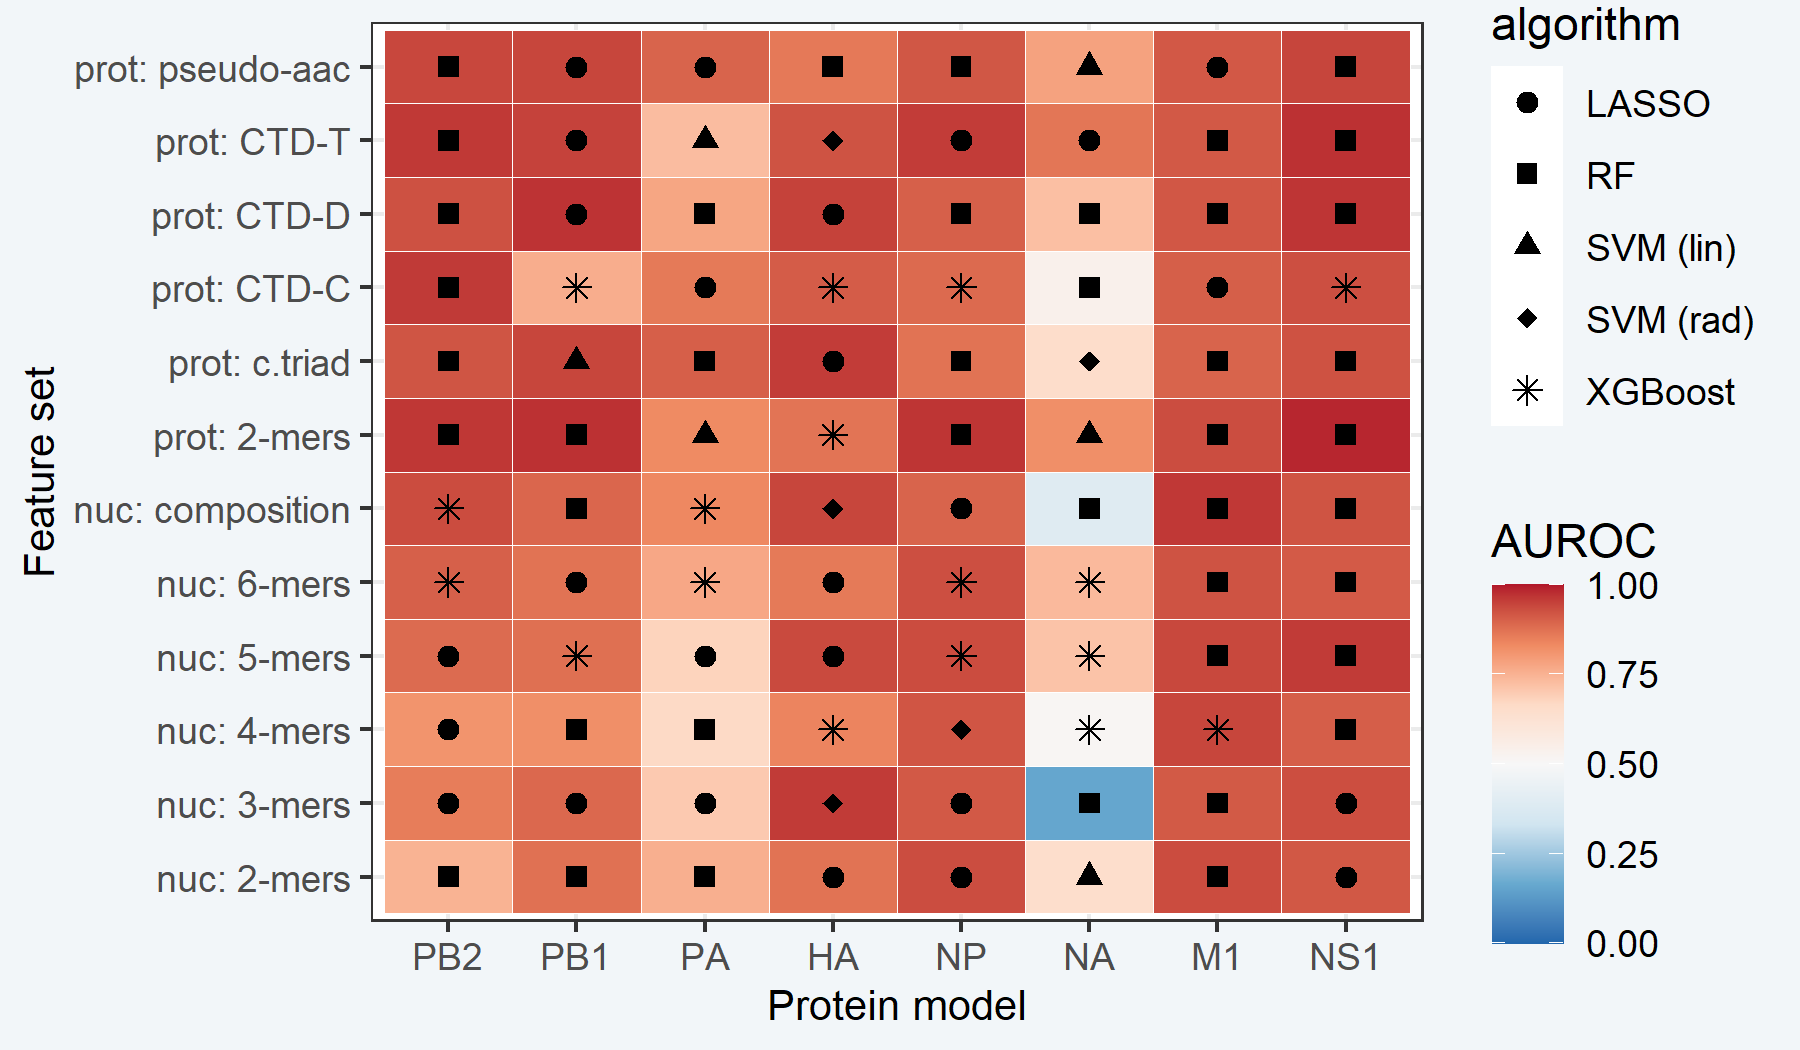 Feature set
prot: pseudo-aac
prot: CTD-T
prot: CTD-D
prot: CTD-C
prot: c.triad
prot: 2-mers
nuc: composition
nuc: 6-mers
nuc: 5-mers
nuc: 4-mers
nuc: 3-mers
nuc: 2-mers
PB2 PB1 PA HA NP NA M1 NS1
Protein model
algorithm
LASSO
RF
SVM (lin)
SVM (rad)
XGBoost
AUROC
1.00
0.75
0.50
0.25
0.00